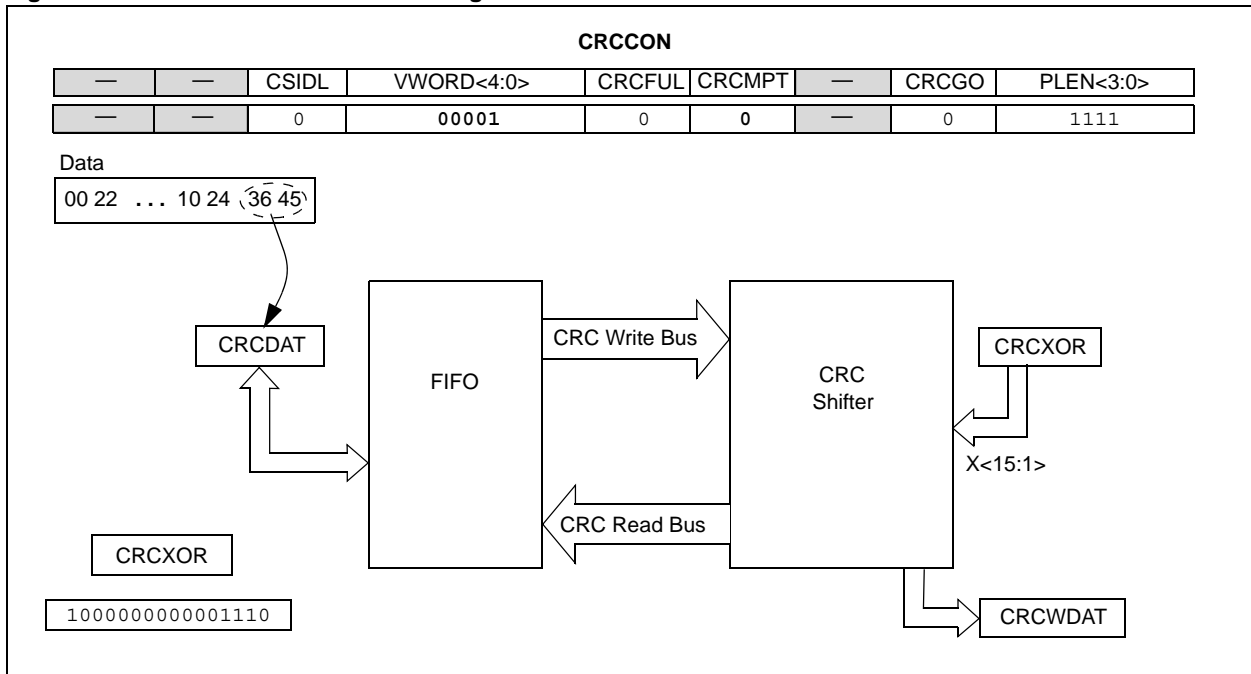 CRCCON
— — CSIDL VWORD<4:0> CRCFUL CRCMPT — CRCGO PLEN<3:0>
— — 0 00001 0 0 — 0 1111
Data
00 22 ... 10 24 36 45
CRCDAT
FIFO
CRC Write Bus
CRC
Shifter
CRCXOR
X<15:1>
CRC Read Bus
CRCXOR
1000000000001110
CRCWDAT